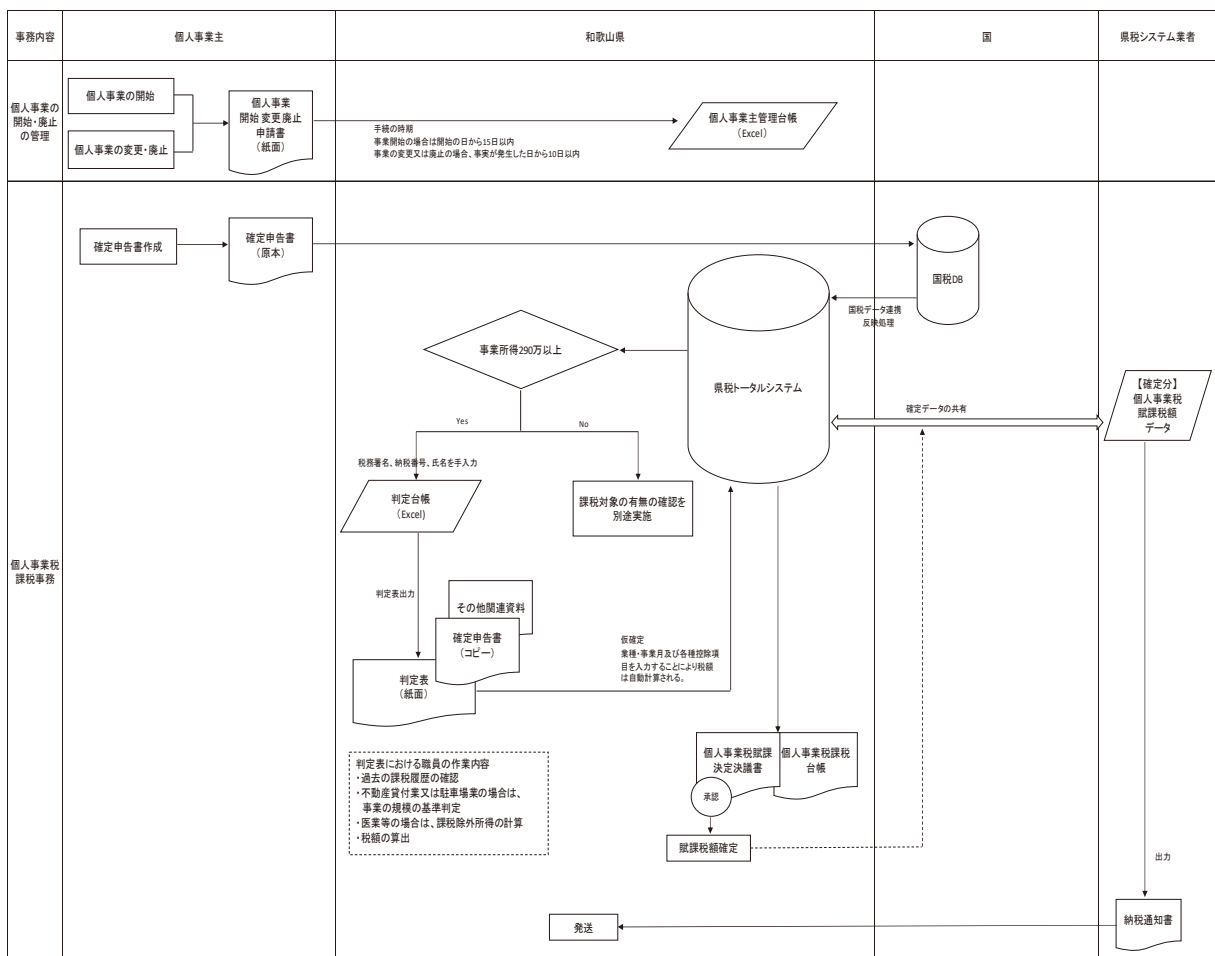 事務内容
個人事業主
和歌山県
国
県税システム業者
個人事業の
開始・廃止
の管理
個人事業の開始
個人事業の変更・廃止
個人事業
開始 変更 廃止
申請書
（紙面）
手続の時期
事業開始の場合は開始の日から15日以内
事業の変更又は廃止の場合、事実が発生した日から10日以内
個人事業主管理台帳
（Excel）
個人事業税
課税事務
確定申告書作成
確定申告書
（原本）
国税DB
国税データ連携
反映処理
県税トータルシステム
事業所得290万以上
Yes
No
税務署名、納税番号、氏名を手入力
判定台帳
（Excel）
課税対象の有無の確認を
別途実施
確定データの共有
【確定分】
個人事業税
賦課税額
データ
判定表出力
その他関連資料
確定申告書
（コピー）
判定表
（紙面）
仮確定
業種・事業月及び各種控除項
目を入力することにより税額
は自動計算される。
判定表における職員の作業内容
・過去の課税履歴の確認
・不動産貸付業又は駐車場業の場合は、
事業の規模の基準判定
・医業等の場合は、課税除外所得の計算
・税額の算出
個人事業税賦課
決定決議書
個人事業税課税
台帳
承認
賦課税額確定
出力
納税通知書
発送